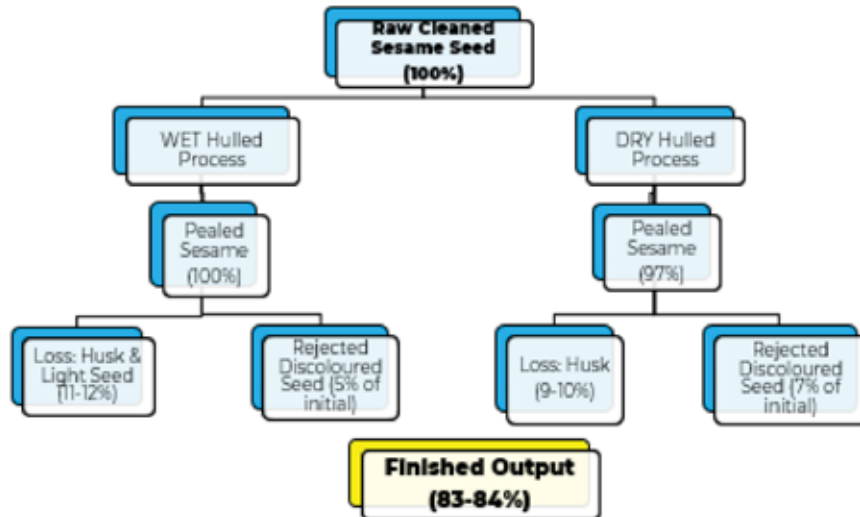 Raw Cleaned
Sesame Seed
(100%)
WET Hulled
Process
DRY Hulled
Process
Pealed
Sesame
(100%)
Pealed
Sesame
(97%)
Loss: Husk &
Light Seed
(11-12%)
Rejected
Discoloured
Seed (5% of
initial)
Loss: Husk
(9-10%)
Rejected
Discoloured
Seed (7% of
initial)
Finished Output
(83-84%)